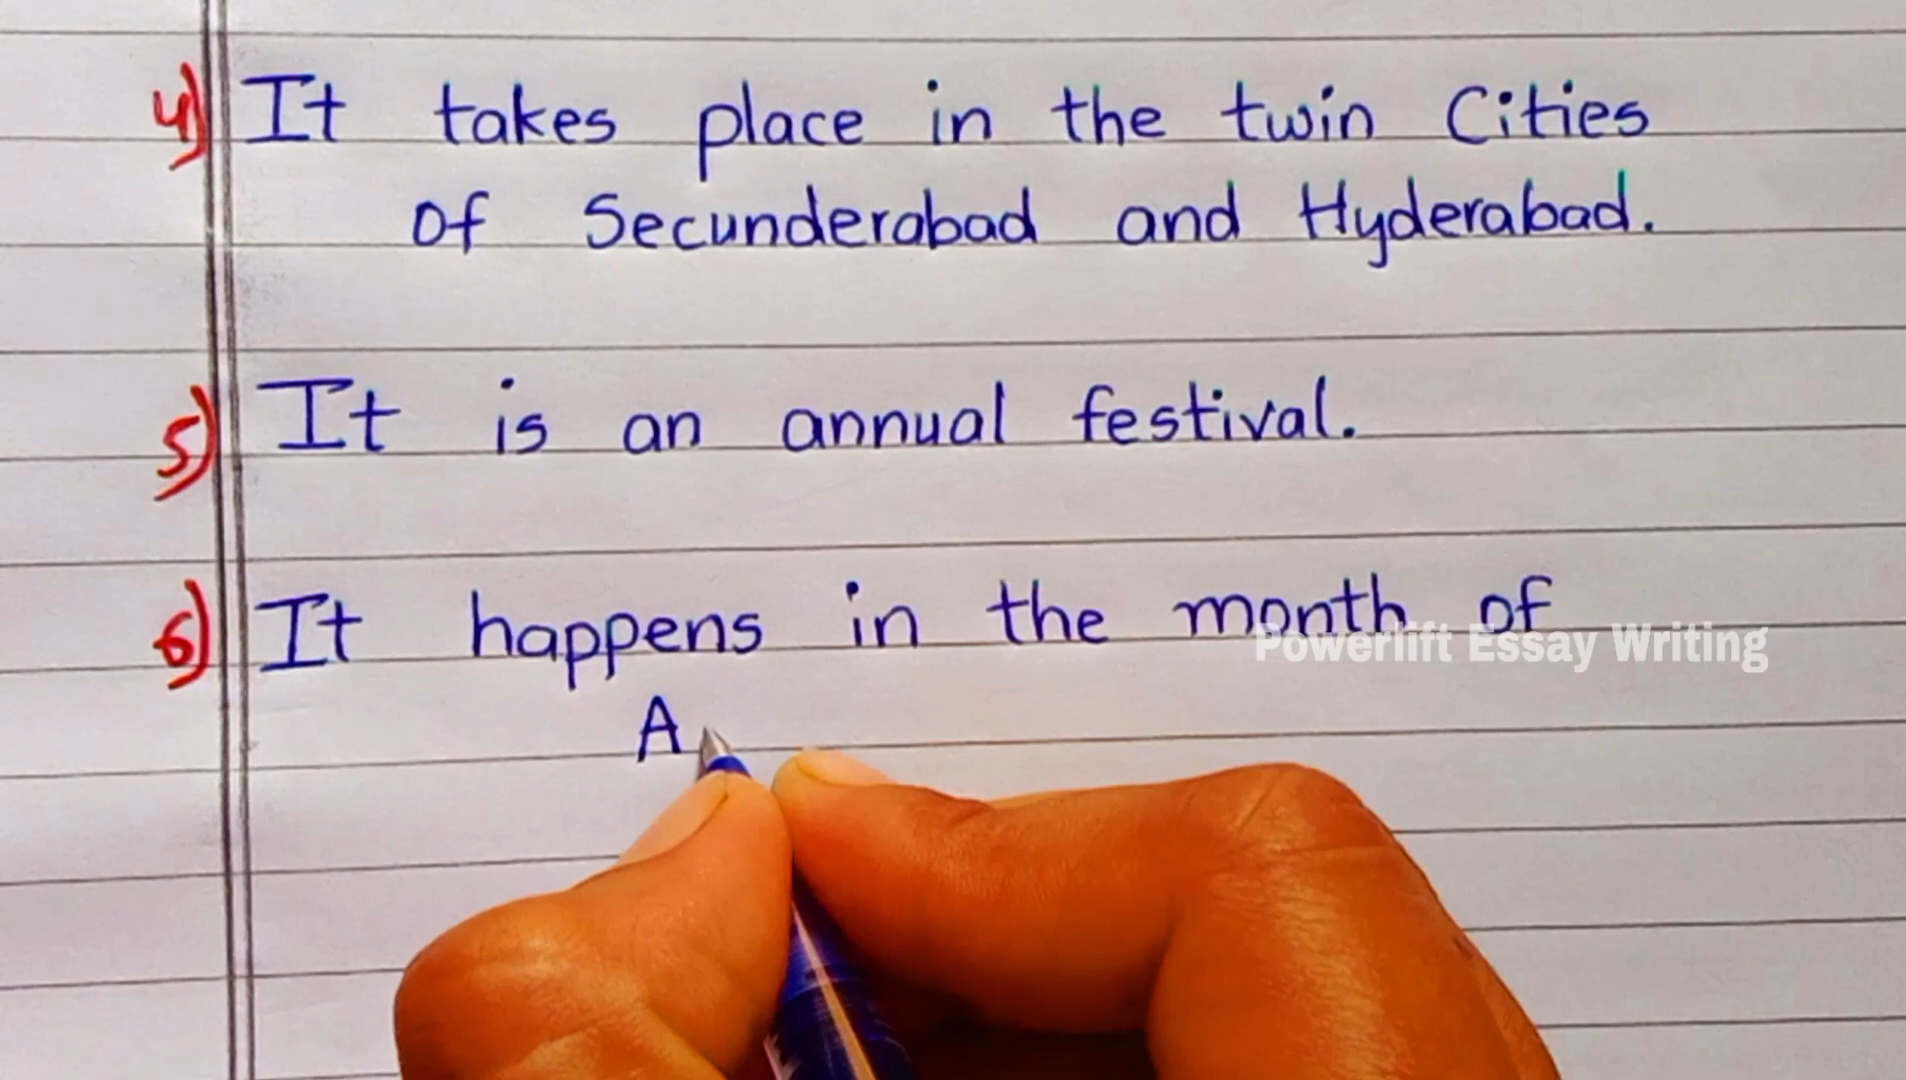 4) It takes place in the twin Cities
of Secunderabad and Hyderabad.
5) It is an annual festival.
6) It happens in the month of
Powerlift Essay Writing
A